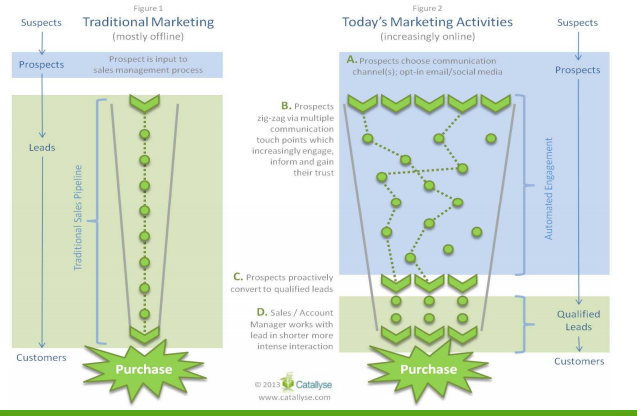 Figure 1
Traditional Marketing
(mostly offline)
Suspects
Prospects
Prospect is input to
sales management process
Leads
Traditional Sales Pipeline
Customers
Purchase
Figure 2
Today's Marketing Activities
(increasingly online)
Suspects
A. Prospects choose communication
channel(s); opt-in email/social media
Prospects
B. Prospects
zig-zag via multiple
communication
touch points which
increasingly engage,
inform and gain
their trust
Automated Engagement
C. Prospects proactively
convert to qualified leads
D. Sales / Account
Manager works with
lead in shorter more
intense interaction
Qualified
Leads
Customers
Purchase
© 2013 Catallyse
www.catallyse.com